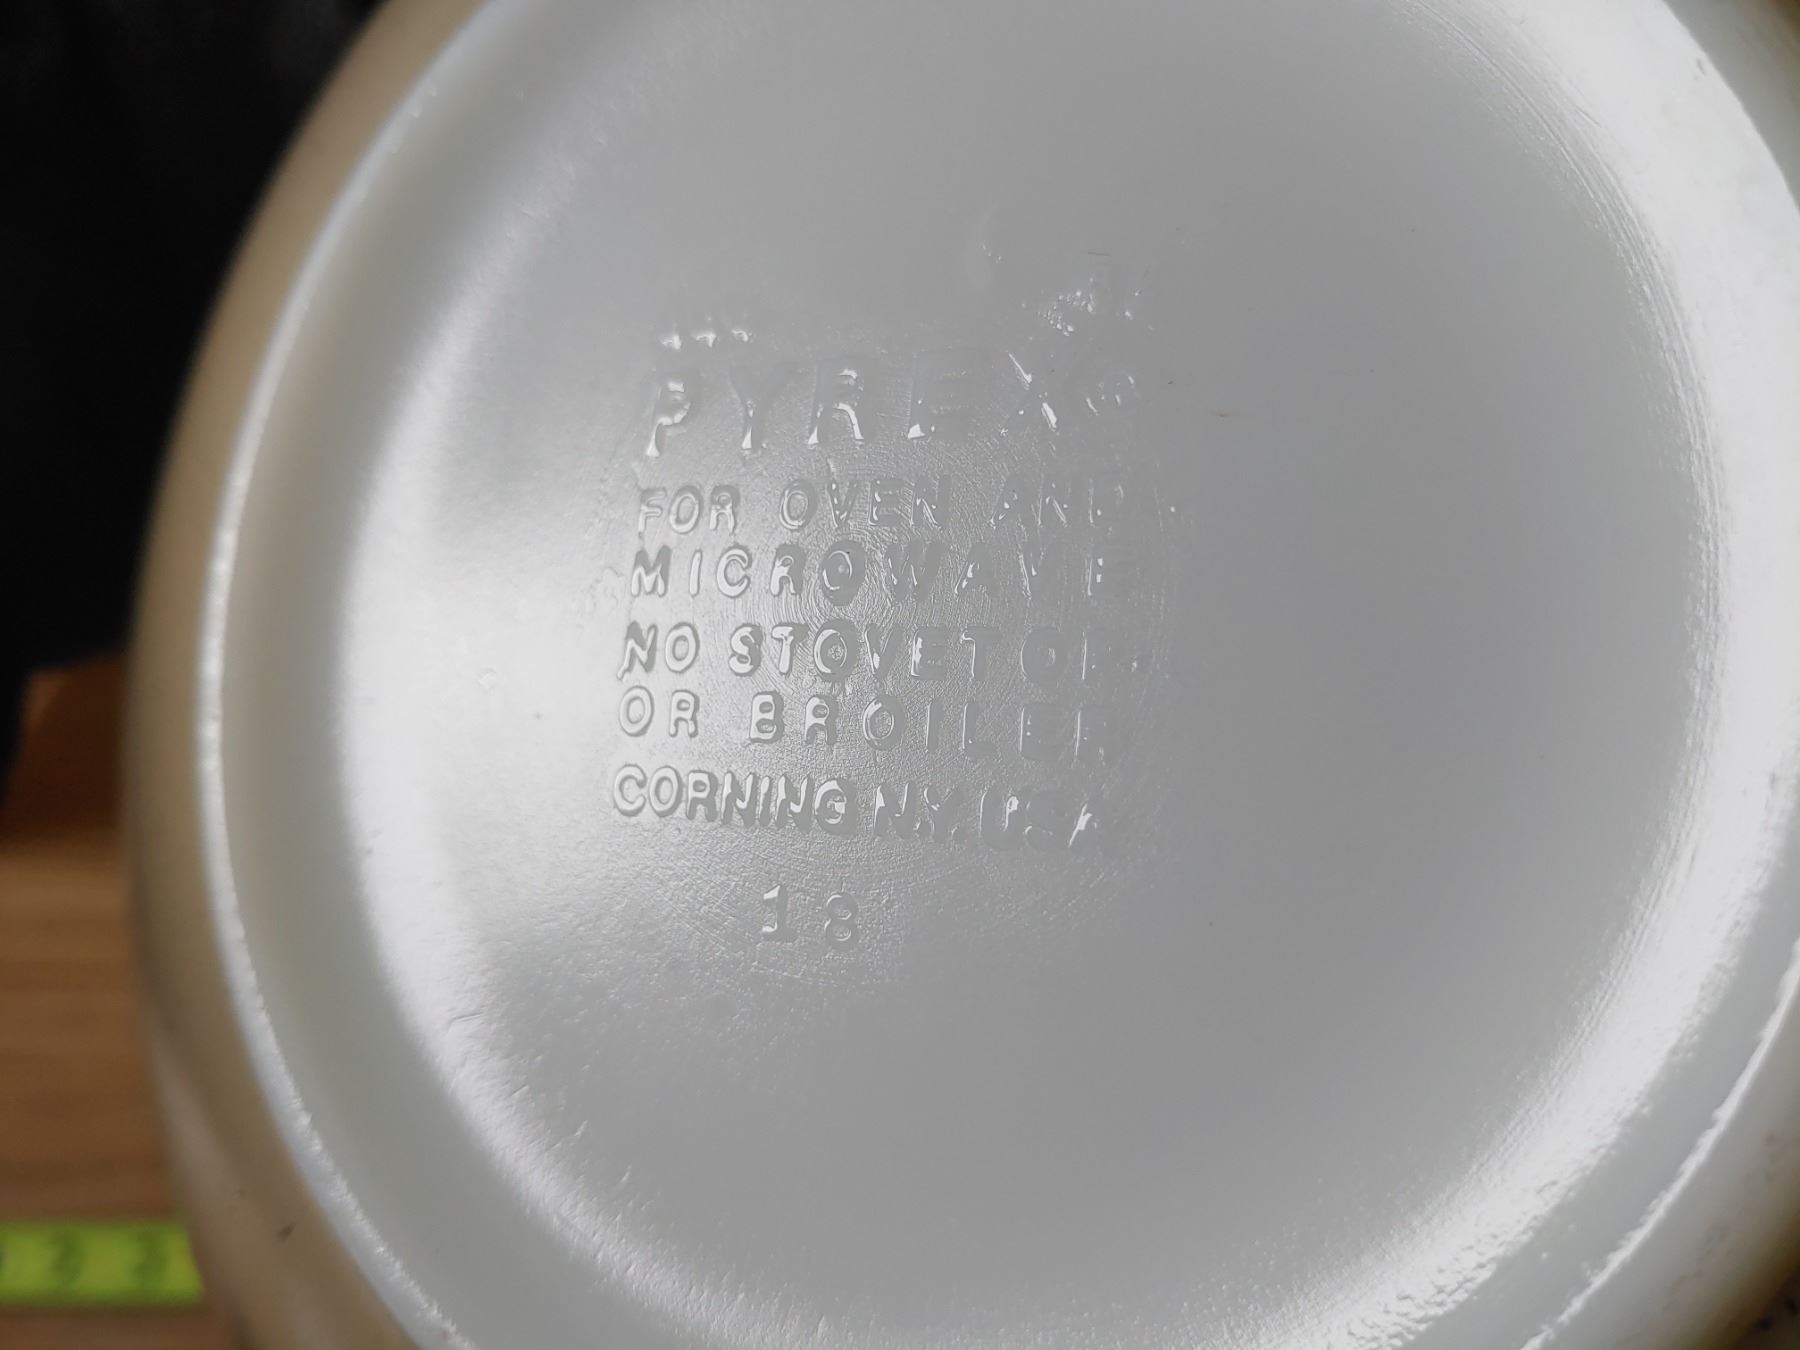 PYREX®
FOR OVEN AND
MICROWAVE
NO STOVETOP
OR BROILER
CORNING N.Y. USA
18